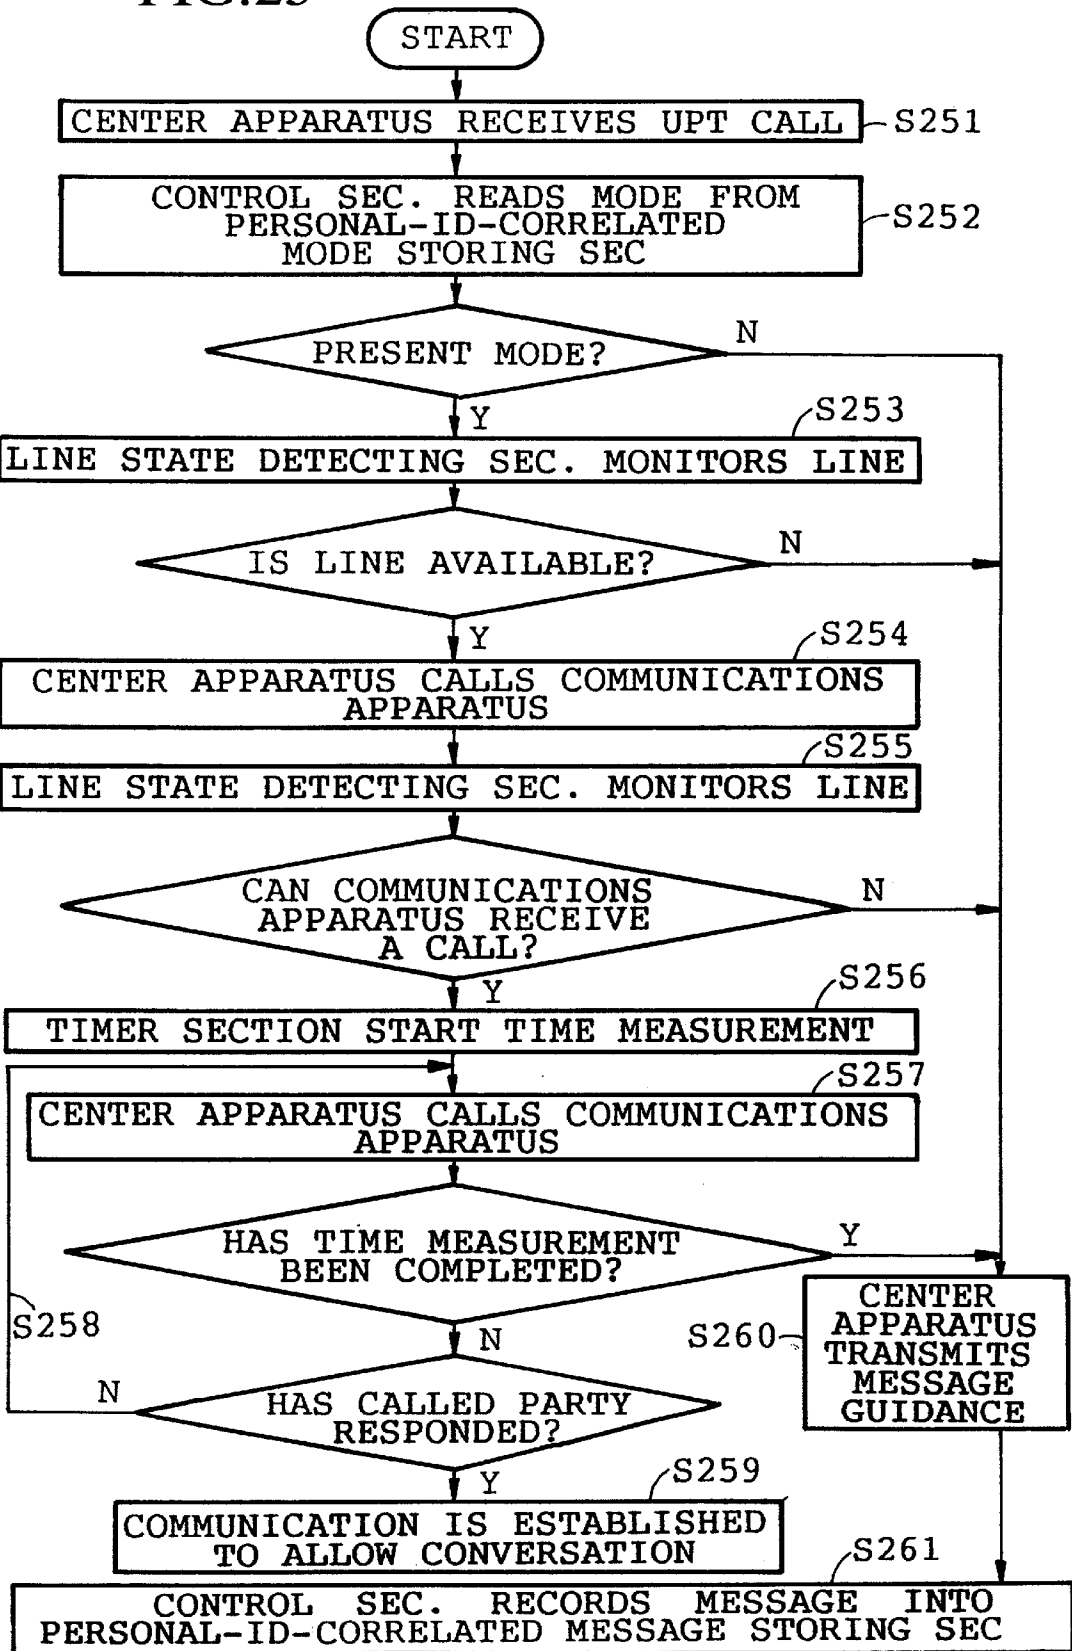 FIG.25
START
CENTER APPARATUS RECEIVES UPT CALL
S251
CONTROL SEC. READS MODE FROM
PERSONAL-ID-CORRELATED
MODE STORING SEC
S252
PRESENT MODE?
N
Y
S253
LINE STATE DETECTING SEC. MONITORS LINE
IS LINE AVAILABLE?
N
Y
S254
CENTER APPARATUS CALLS COMMUNICATIONS
APPARATUS
S255
LINE STATE DETECTING SEC. MONITORS LINE
CAN COMMUNICATIONS
APPARATUS RECEIVE
A CALL?
N
Y
S256
TIMER SECTION START TIME MEASUREMENT
S257
CENTER APPARATUS CALLS COMMUNICATIONS
APPARATUS
HAS TIME MEASUREMENT
BEEN COMPLETED?
Y
N
S258
CENTER
APPARATUS
TRANSMITS
MESSAGE
GUIDANCE
S260
HAS CALLED PARTY
RESPONDED?
N
Y
S259
COMMUNICATION IS ESTABLISHED
TO ALLOW CONVERSATION
S261
CONTROL SEC. RECORDS MESSAGE INTO
PERSONAL-ID-CORRELATED MESSAGE STORING SEC